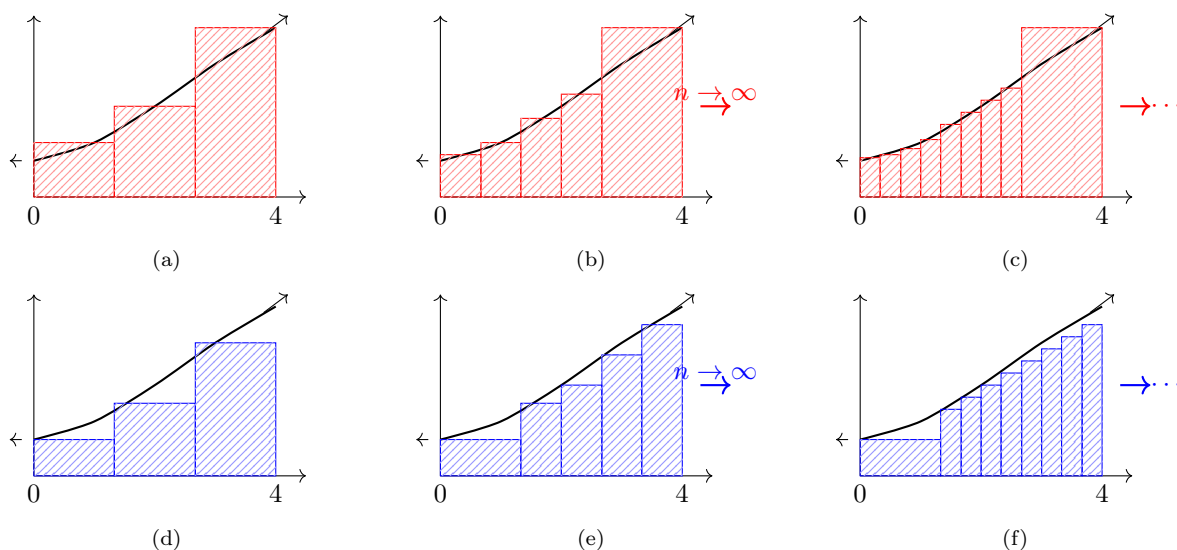 n → ∞
→ ···
0 4
0 4
0 4
(a)
(b)
(c)
n → ∞
→ ···
0 4
0 4
0 4
(d)
(e)
(f)